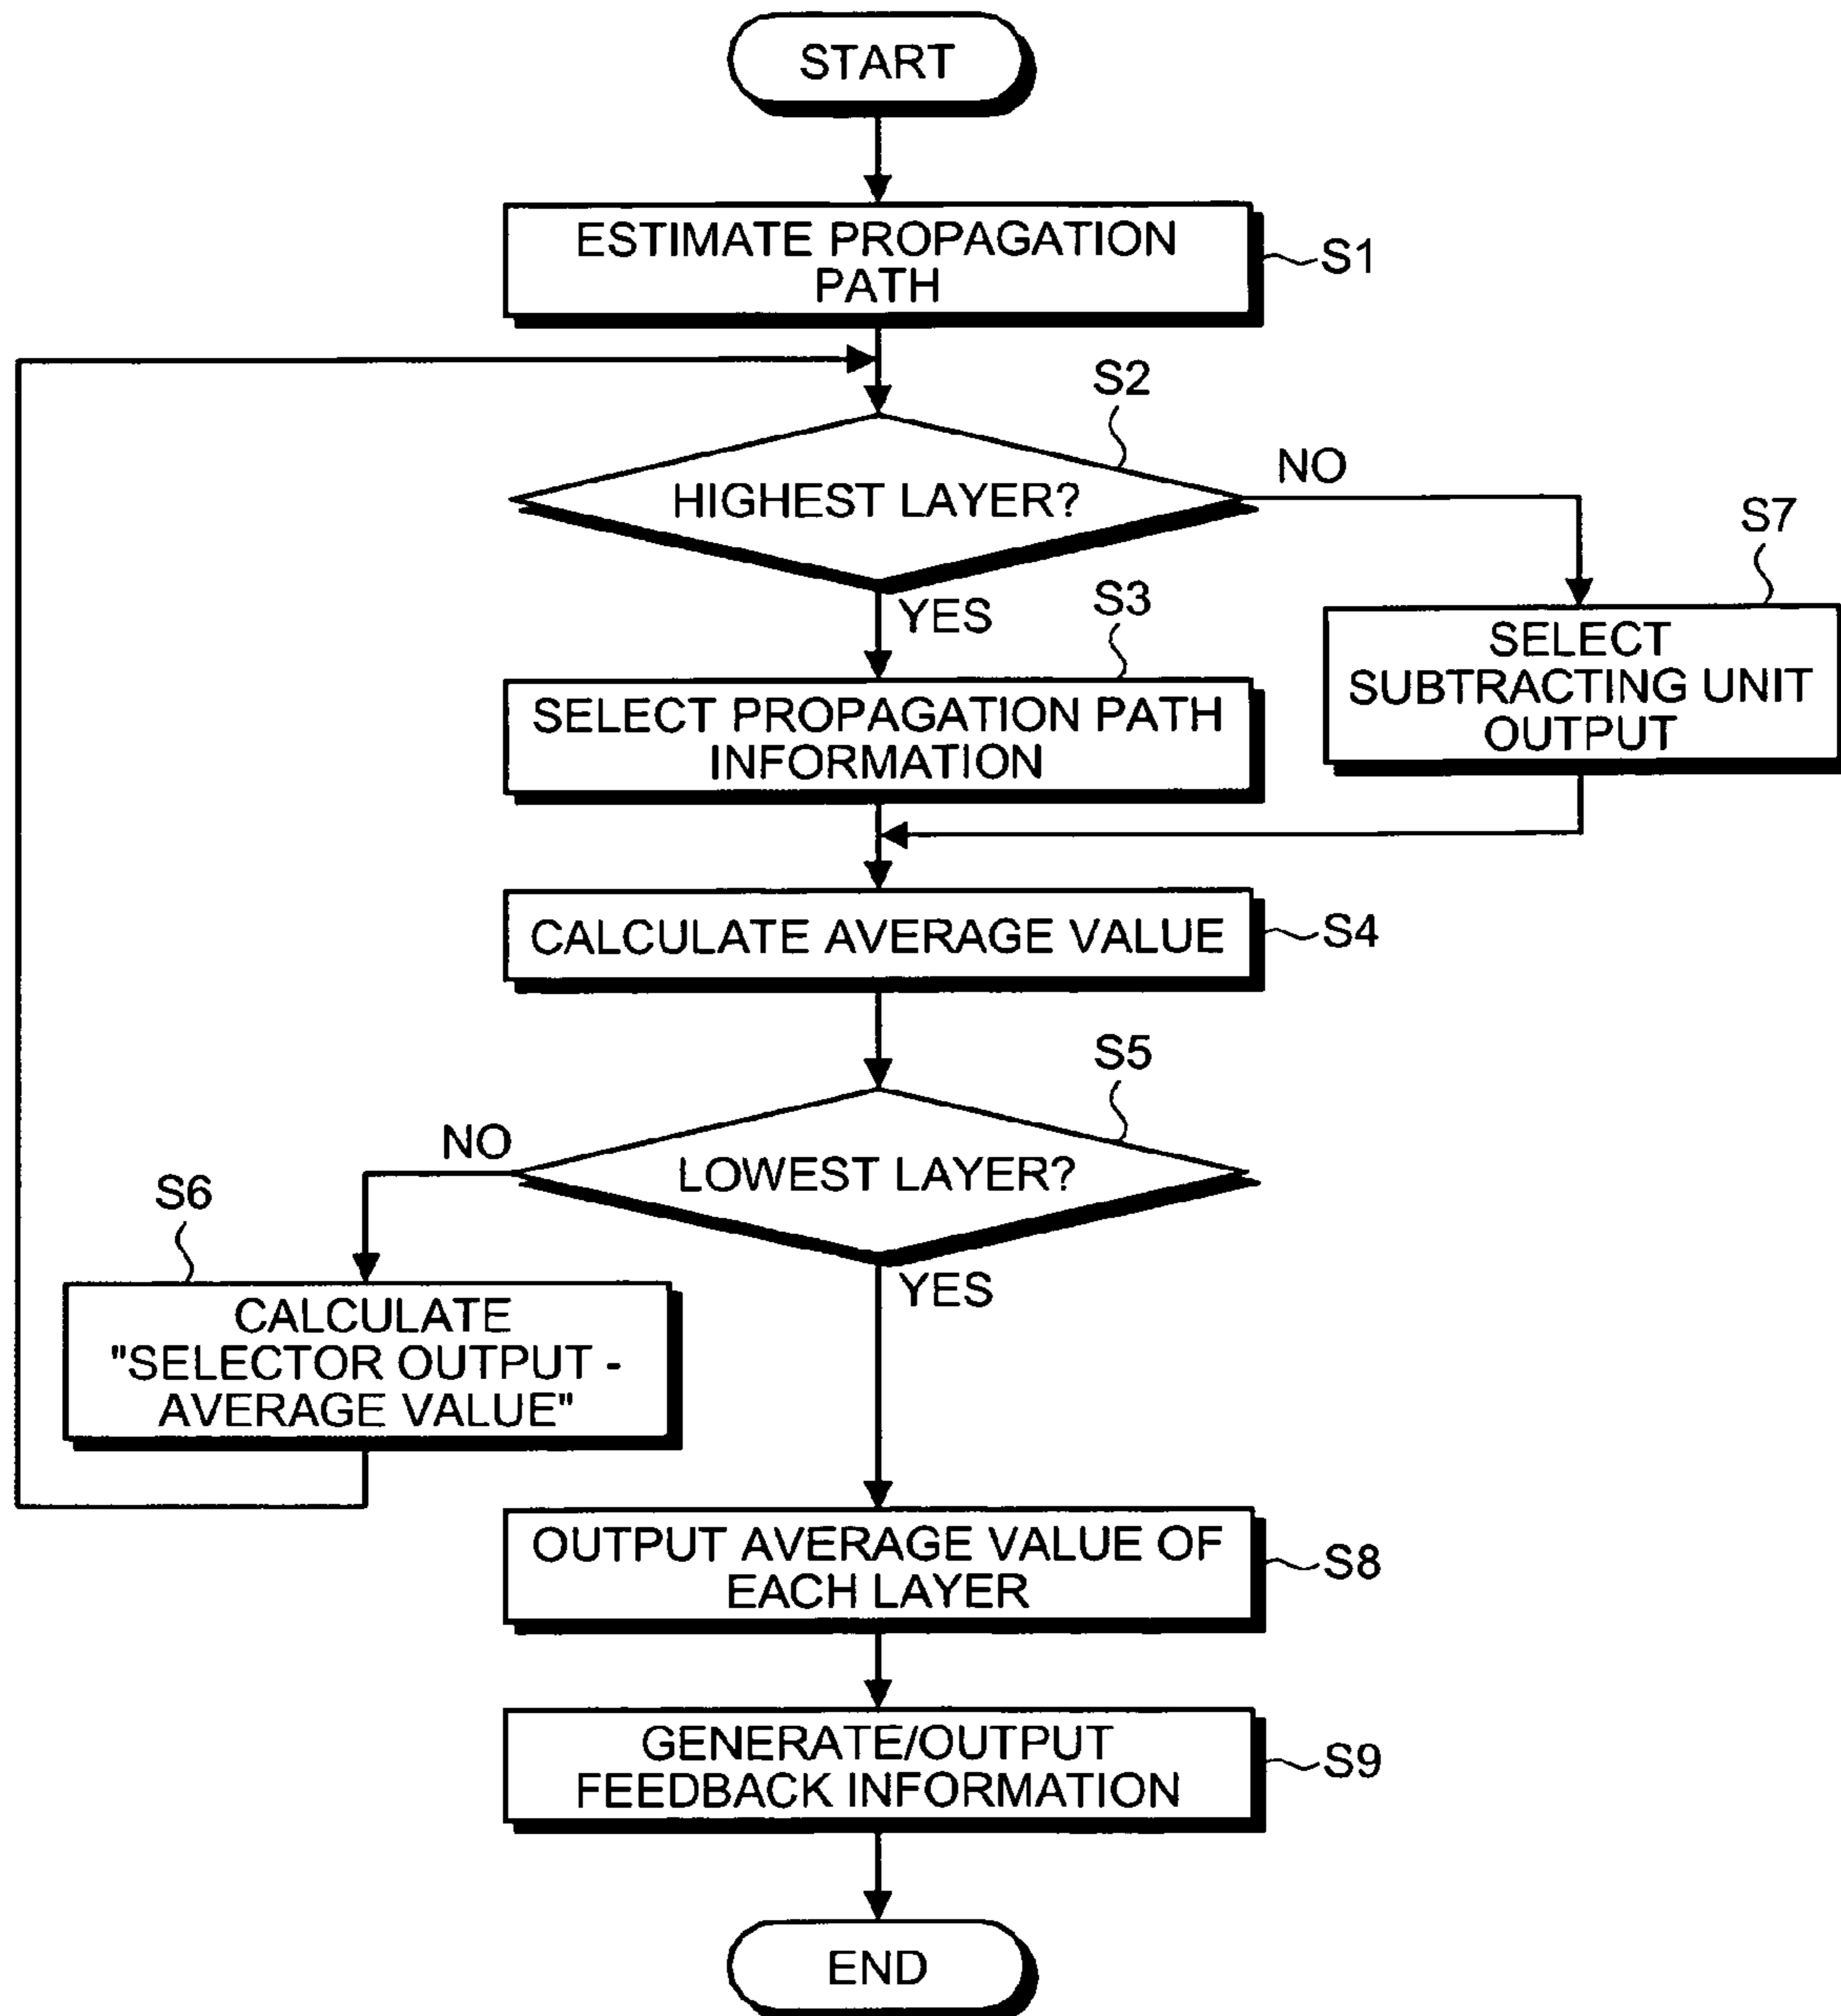 START
ESTIMATE PROPAGATION
PATH
S1
S2
HIGHEST LAYER?
NO
YES
S3
SELECT PROPAGATION PATH
INFORMATION
S7
SELECT
SUBTRACTING UNIT
OUTPUT
CALCULATE AVERAGE VALUE
S4
S5
LOWEST LAYER?
NO
YES
S6
CALCULATE
"SELECTOR OUTPUT -
AVERAGE VALUE"
OUTPUT AVERAGE VALUE OF
EACH LAYER
S8
GENERATE/OUTPUT
FEEDBACK INFORMATION
S9
END